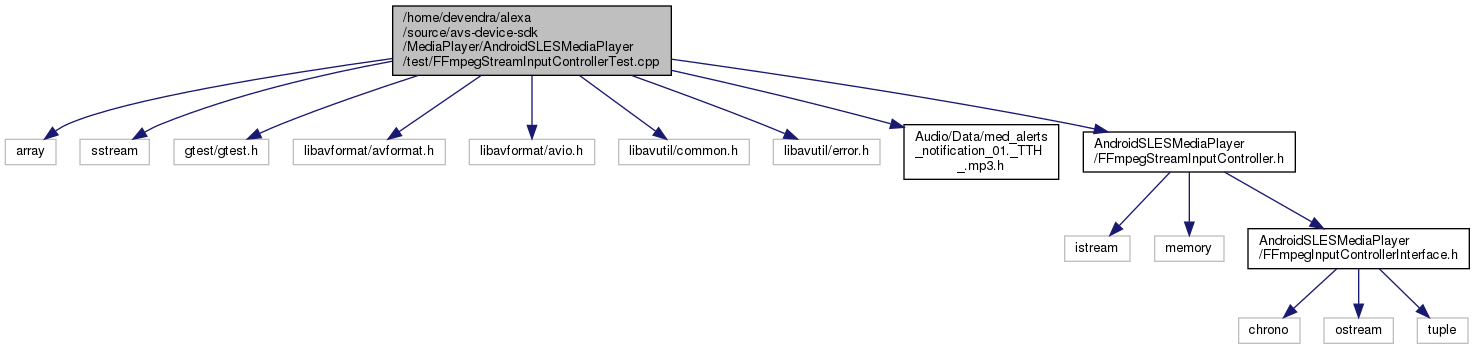 /home/devendra/alexa
/source/avs-device-sdk
/MediaPlayer/AndroidSLESMediaPlayer
/test/FFmpegStreamInputControllerTest.cpp
array
sstream
gtest/gtest.h
libavformat/avformat.h
libavformat/avio.h
libavutil/common.h
libavutil/error.h
Audio/Data/med_alerts
_notification_01._TTH
_.mp3.h
AndroidSLESMediaPlayer
/FFmpegStreamInputController.h
istream
memory
AndroidSLESMediaPlayer
/FFmpegInputControllerInterface.h
chrono
ostream
tuple